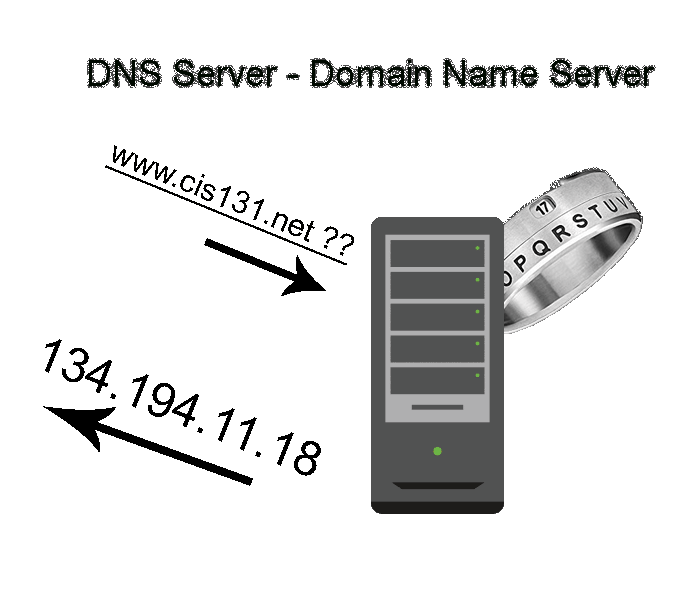 DNS Server - Domain Name Server
www.cis131.net ??
17
OPQRSTUV
134.194.11.18